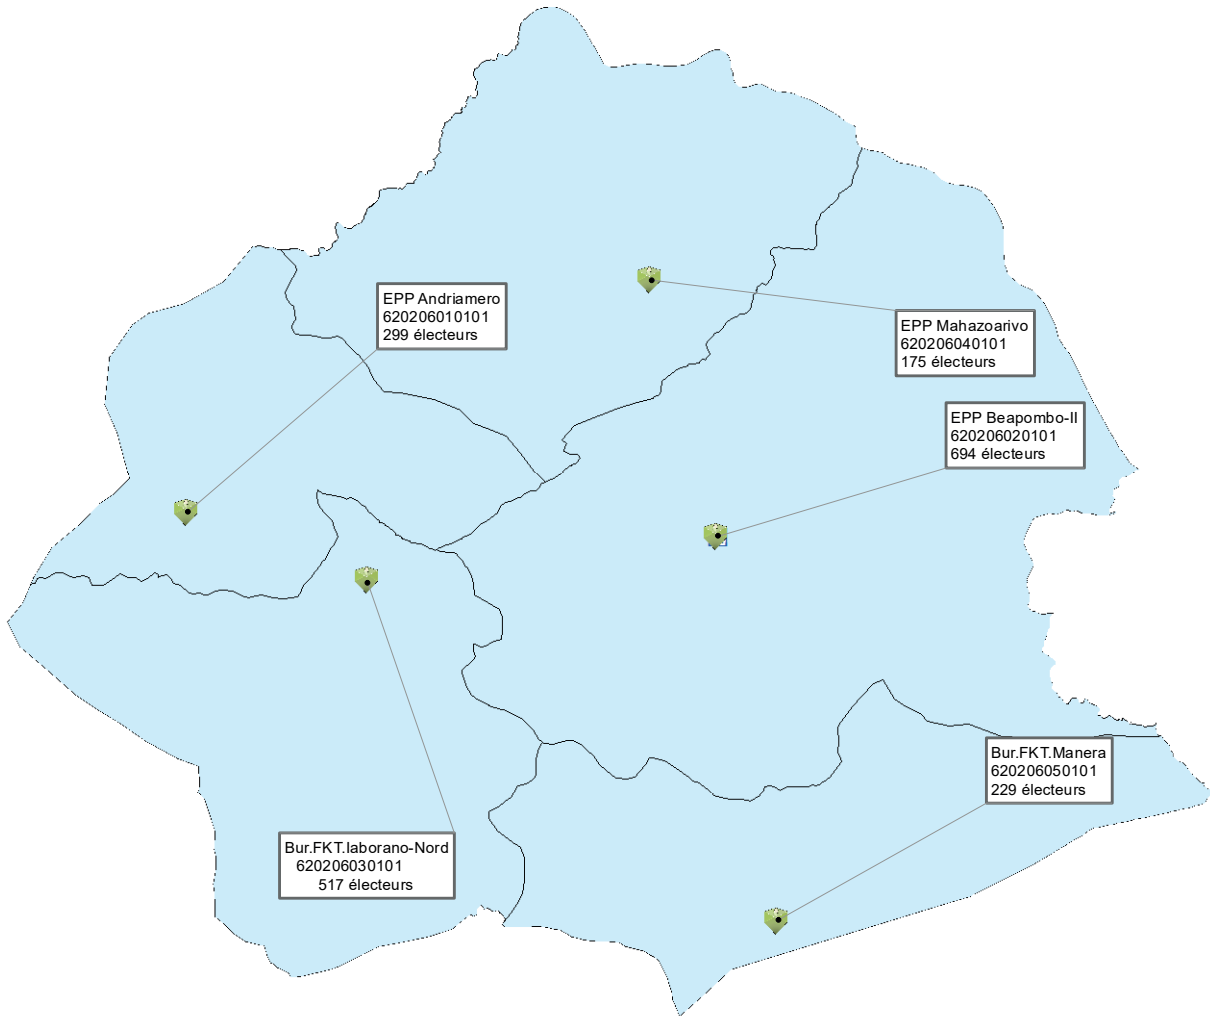 EPP Andriamero
620206010101
299 électeurs
EPP Mahazoarivo
620206040101
175 électeurs
EPP Beapombo-II
620206020101
694 électeurs
Bur.FKT.Manera
620206050101
229 électeurs
Bur.FKT.Iaborano-Nord
620206030101
517 électeurs